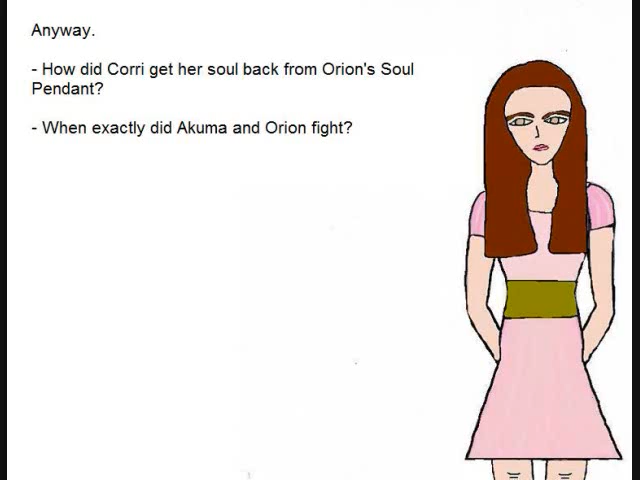 Anyway.
- How did Corri get her soul back from Orion's Soul
Pendant?
- When exactly did Akuma and Orion fight?